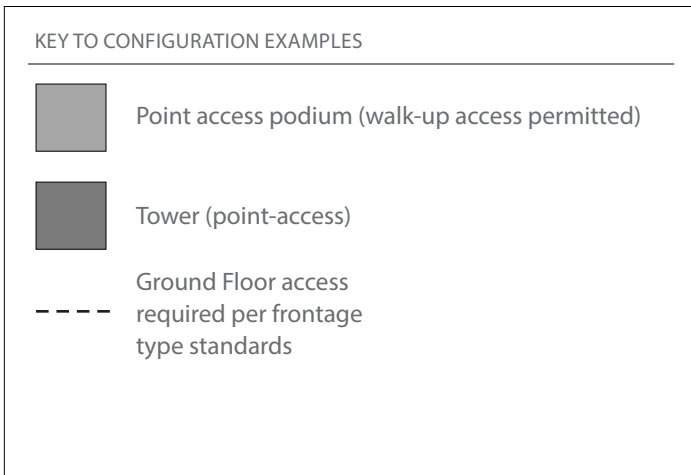 KEY TO CONFIGURATION EXAMPLES
Point access podium (walk-up access permitted)
Tower (point-access)
Ground Floor access
required per frontage
type standards